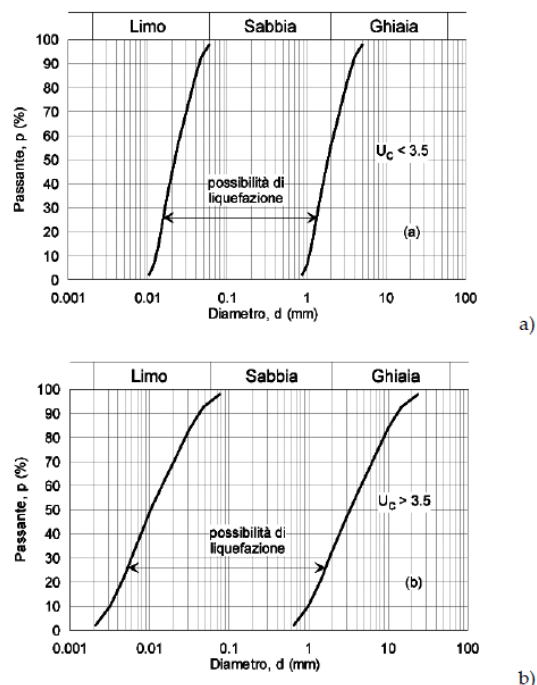 Limo Sabbia Ghiaia
100
90
80
70
60
50
40
30
20
10
0
Passante, p (%)
U_C < 3.5
possibilità di
liquefazione
(a)
0.001 0.01 0.1 1 10 100
Diametro, d (mm)
a)
Limo Sabbia Ghiaia
100
90
80
70
60
50
40
30
20
10
0
Passante, p (%)
U_C > 3.5
possibilità di
liquefazione
(b)
0.001 0.01 0.1 1 10 100
Diametro, d (mm)
b)